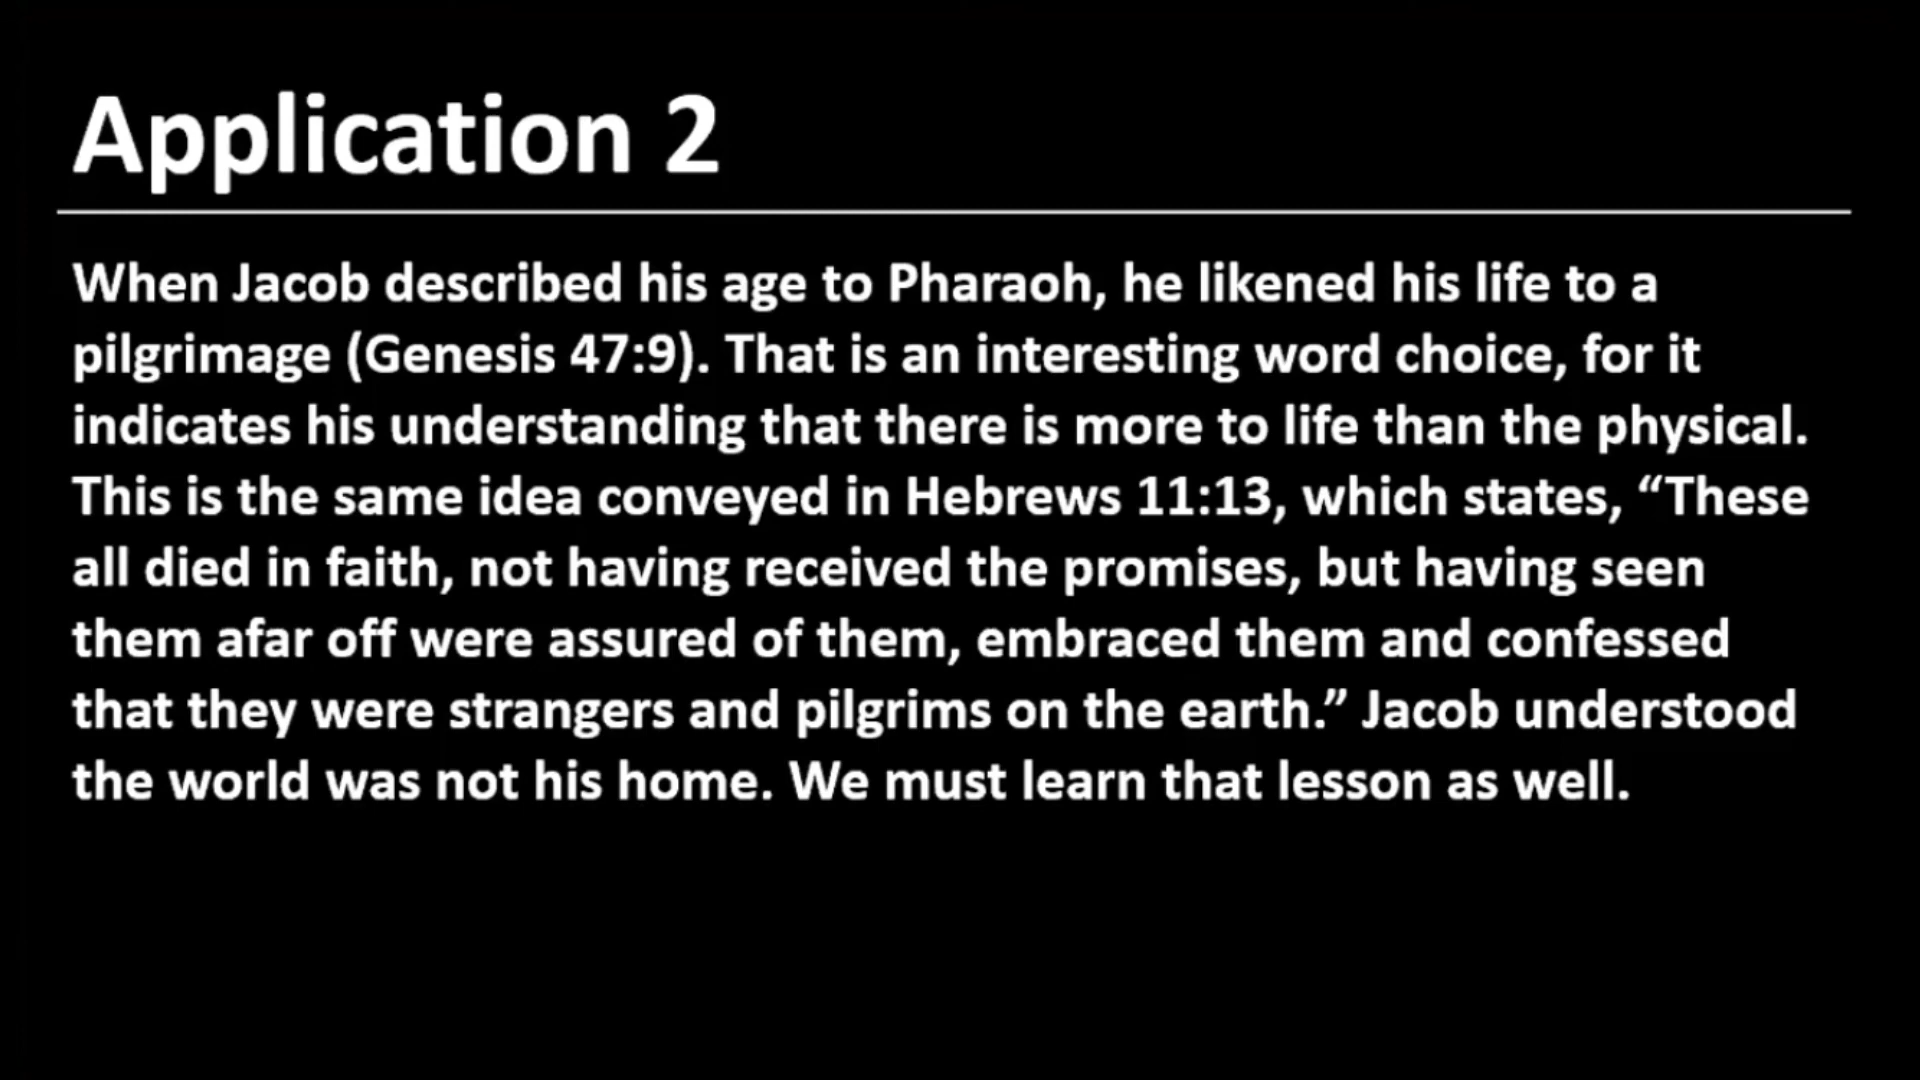 Application 2
When Jacob described his age to Pharaoh, he likened his life to a
pilgrimage (Genesis 47:9). That is an interesting word choice, for it
indicates his understanding that there is more to life than the physical.
This is the same idea conveyed in Hebrews 11:13, which states, “These
all died in faith, not having received the promises, but having seen
them afar off were assured of them, embraced them and confessed
that they were strangers and pilgrims on the earth.” Jacob understood
the world was not his home. We must learn that lesson as well.